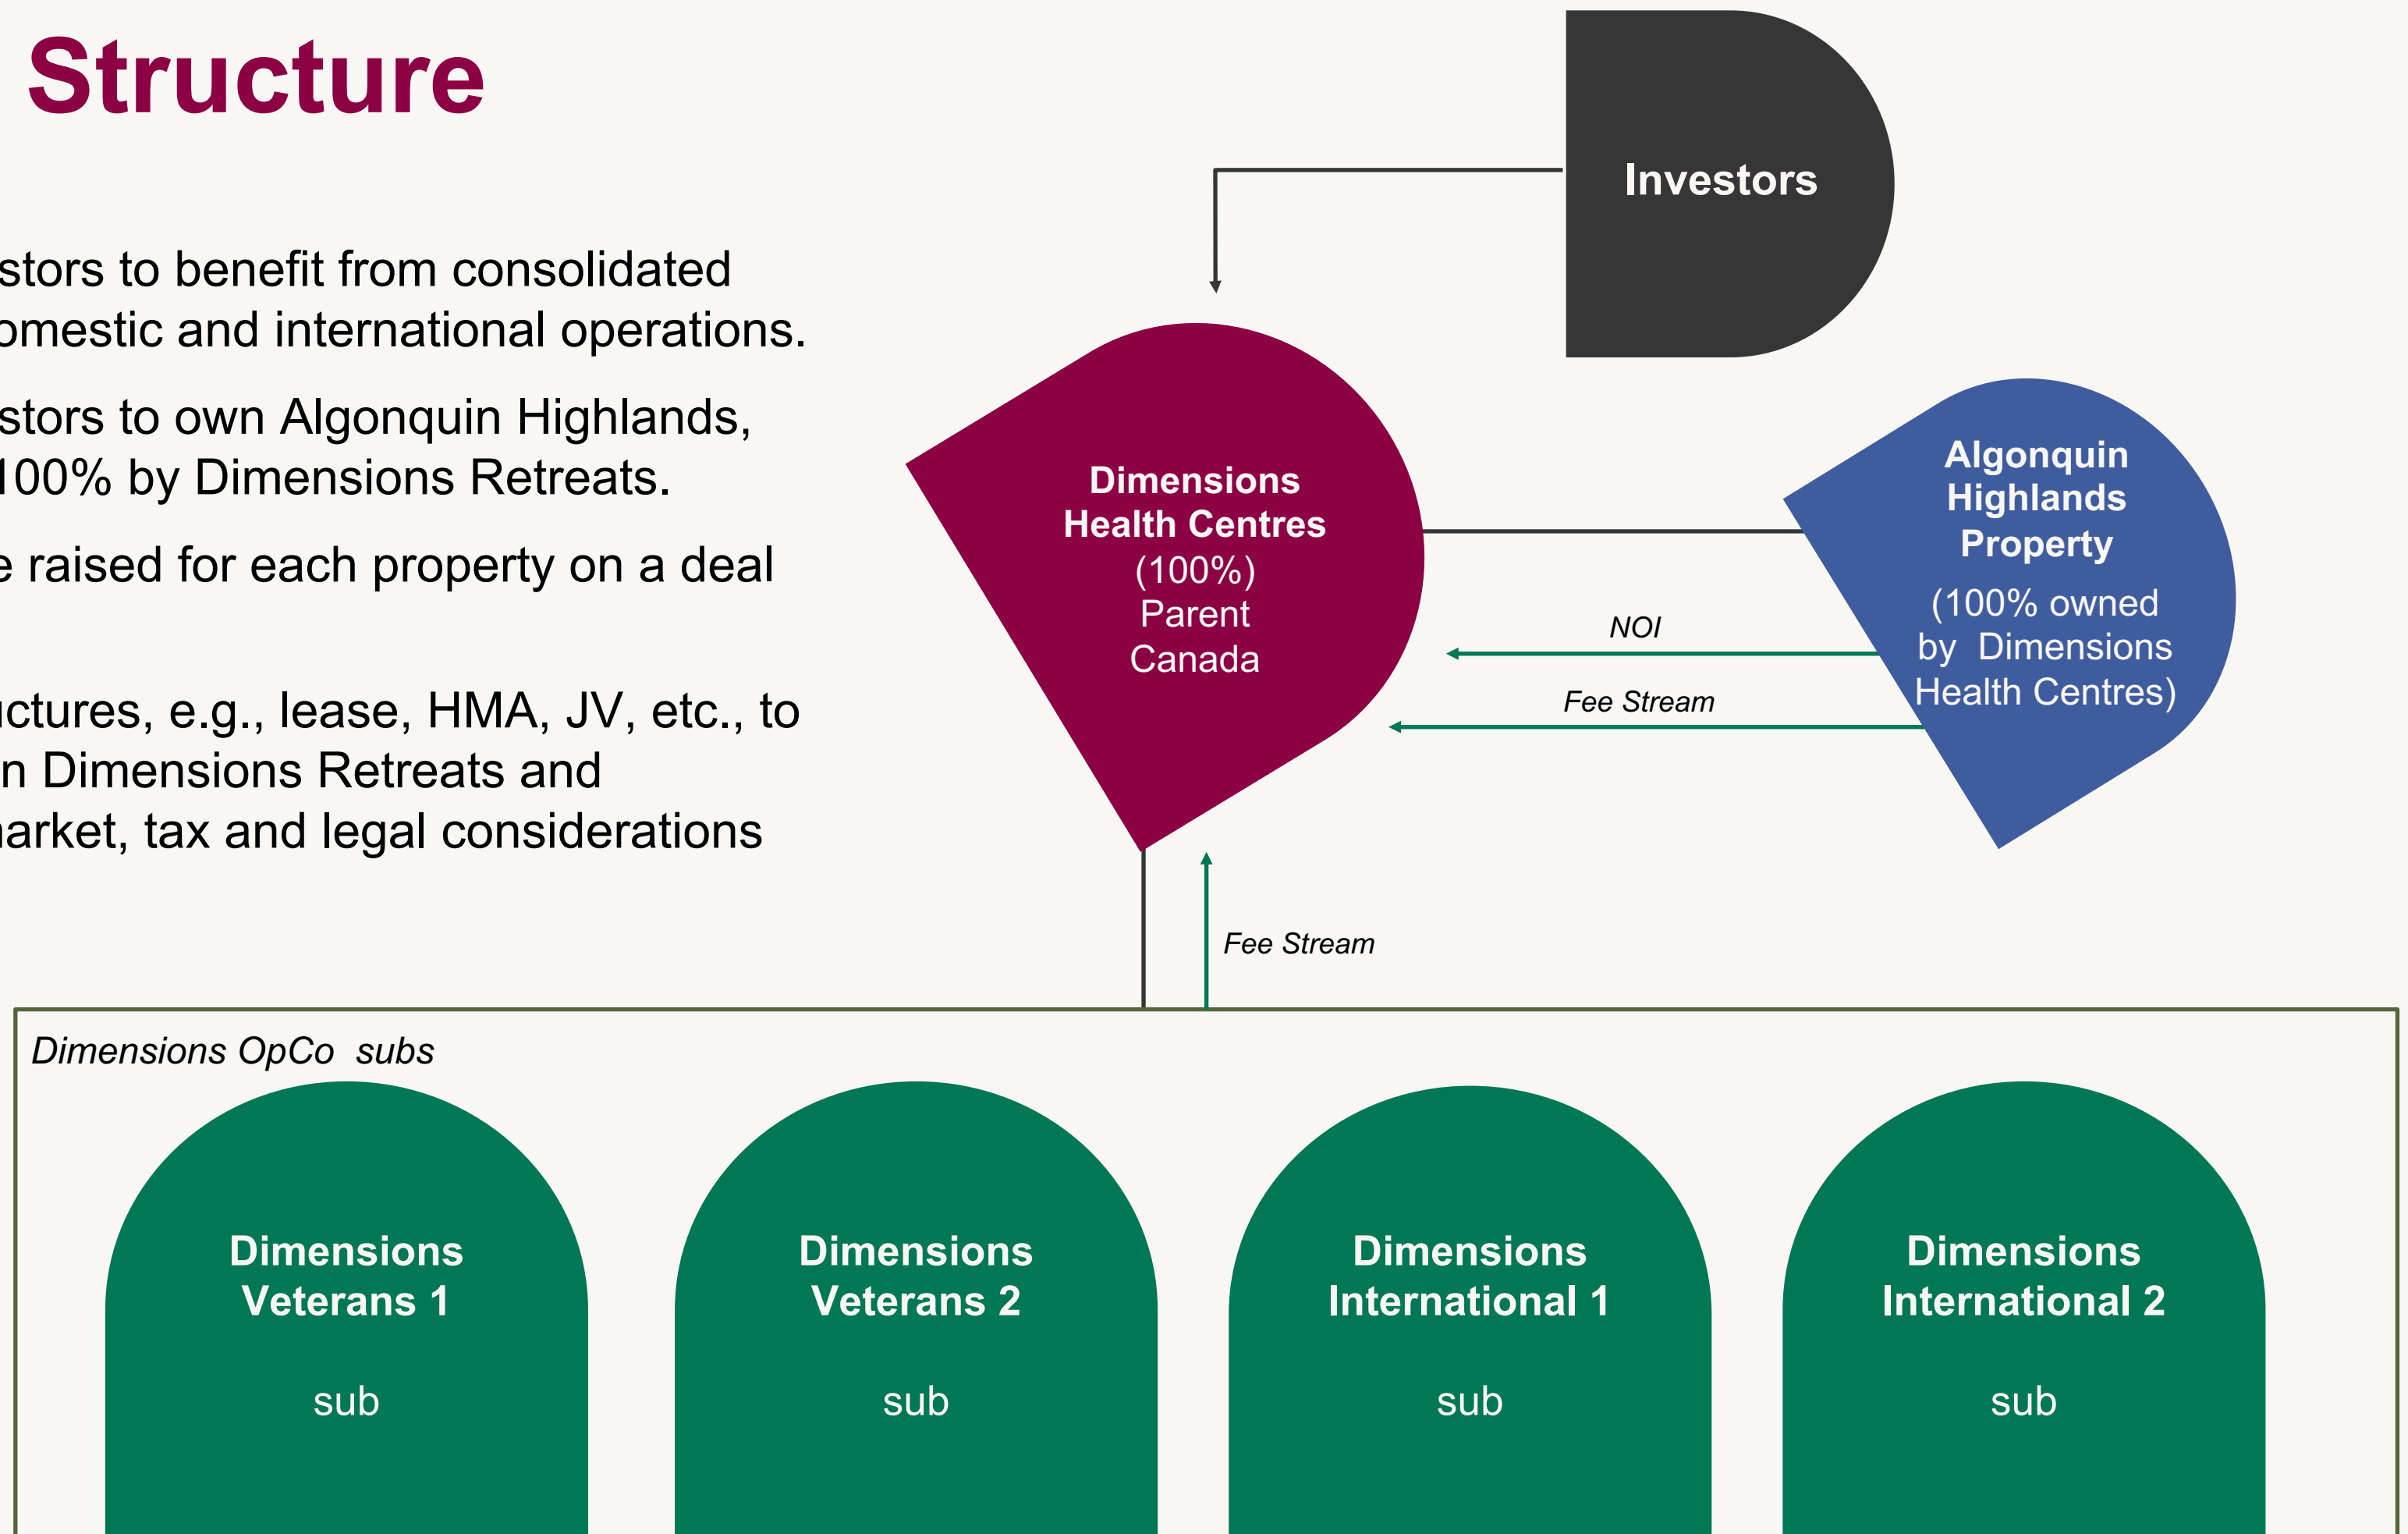 Structure
stors to benefit from consolidated
omestic and international operations.
stors to own Algonquin Highlands,
100% by Dimensions Retreats.
e raised for each property on a deal
uctures, e.g., lease, HMA, JV, etc., to
n Dimensions Retreats and
arket, tax and legal considerations
Investors
Dimensions
Health Centres
(100%)
Parent
Canada
Algonquin
Highlands
Property
(100% owned
by Dimensions
Health Centres)
NOI
Fee Stream
Fee Stream
Dimensions OpCo subs
Dimensions
Veterans 1
sub
Dimensions
Veterans 2
sub
Dimensions
International 1
sub
Dimensions
International 2
sub